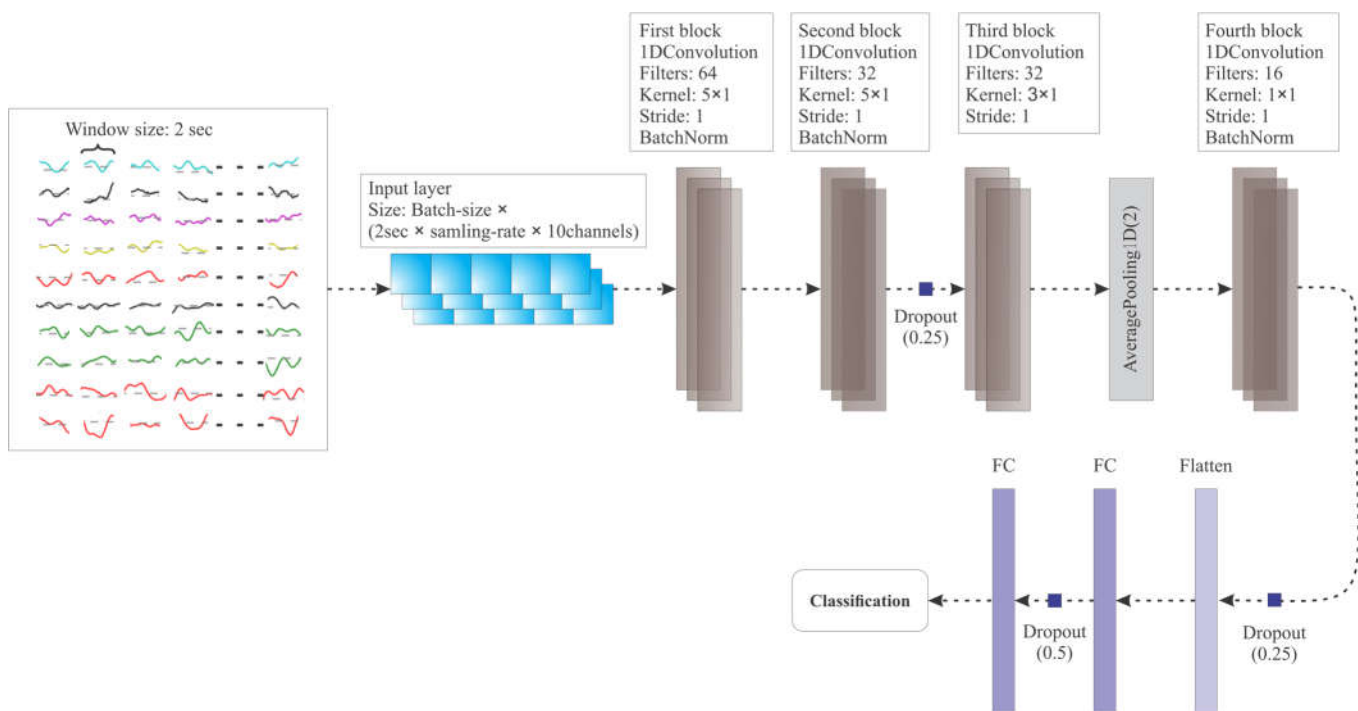 Window size: 2 sec
Input layer
Size: Batch-size ×
(2sec × samling-rate × 10channels)
First block
1DConvolution
Filters: 64
Kernel: 5×1
Stride: 1
BatchNorm
Second block
1DConvolution
Filters: 32
Kernel: 5×1
Stride: 1
BatchNorm
Dropout
(0.25)
Third block
1DConvolution
Filters: 32
Kernel: 3×1
Stride: 1
AveragePooling1D(2)
Fourth block
1DConvolution
Filters: 16
Kernel: 1×1
Stride: 1
BatchNorm
Dropout
(0.25)
Flatten
FC
Dropout
(0.5)
FC
Classification